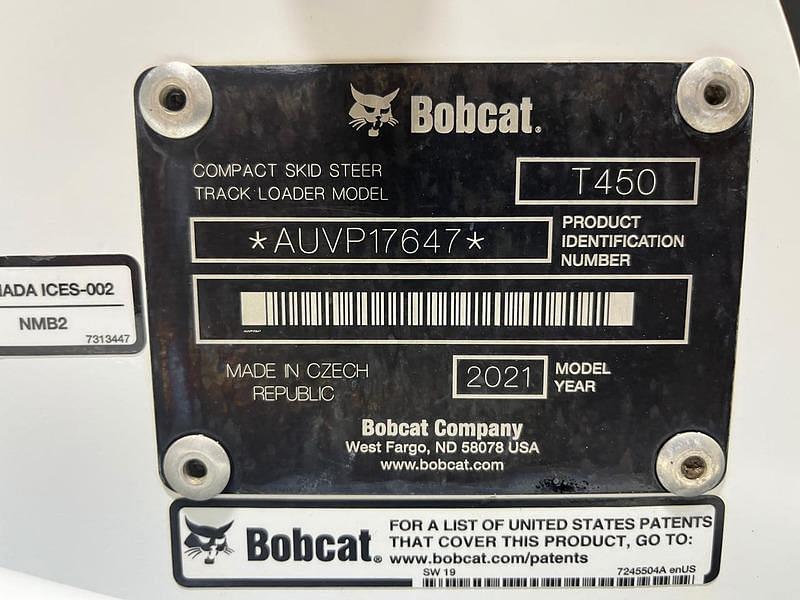 Bobcat.
COMPACT SKID STEER
TRACK LOADER MODEL
T450
*AUVP17647*
PRODUCT
IDENTIFICATION
NUMBER
MADE IN CZECH
REPUBLIC
2021
MODEL
YEAR
Bobcat Company
West Fargo, ND 58078 USA
www.bobcat.com
ADA ICES-002
NMB2
7313447
Bobcat.
FOR A LIST OF UNITED STATES PATENTS
THAT COVER THIS PRODUCT, GO TO:
www.bobcat.com/patents
SW 19
7245504A enUS